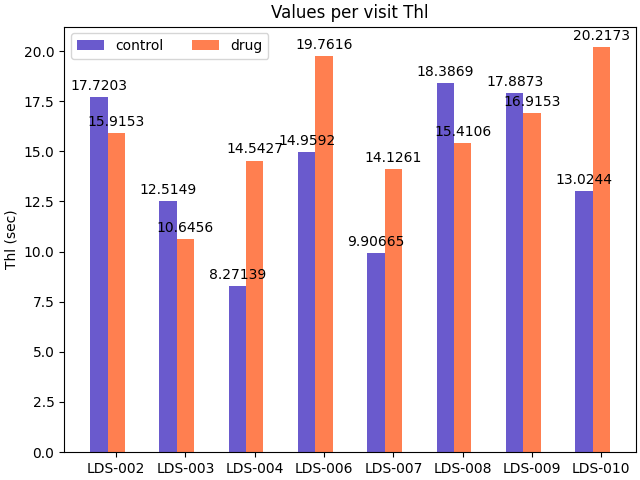 Values per visit Thl
control
drug
Thl (sec)
20.0
17.5
15.0
12.5
10.0
7.5
5.0
2.5
0.0
17.7203
15.9153
12.5149
10.6456
8.27139
14.5427
14.9592
19.7616
9.90665
14.1261
18.3869
15.4106
17.8873
16.9153
13.0244
20.2173
LDS-002
LDS-003
LDS-004
LDS-006
LDS-007
LDS-008
LDS-009
LDS-010